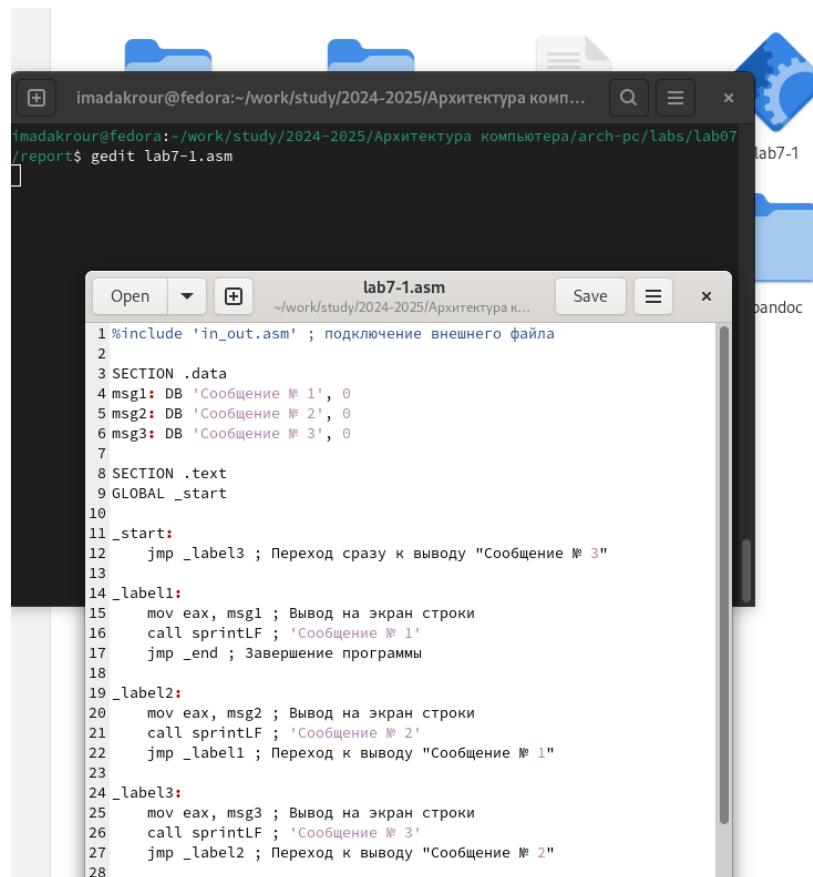 imadakrour@fedora:~/work/study/2024-2025/Архитектура комп...
imadakrour@fedora:~/work/study/2024-2025/Архитектура компьютера/arch-pc/labs/lab07
/report$ gedit lab7-1.asm
lab7-1
pandoc
Open
lab7-1.asm
~/work/study/2024-2025/Архитектура к...
Save
1 %include 'in_out.asm' ; подключение внешнего файла
2
3 SECTION .data
4 msg1: DB 'Сообщение № 1', 0
5 msg2: DB 'Сообщение № 2', 0
6 msg3: DB 'Сообщение № 3', 0
7
8 SECTION .text
9 GLOBAL _start
10
11 _start:
12     jmp _label3 ; Переход сразу к выводу "Сообщение № 3"
13
14 _label1:
15     mov eax, msg1 ; Вывод на экран строки
16     call sprintLF ; 'Сообщение № 1'
17     jmp _end ; Завершение программы
18
19 _label2:
20     mov eax, msg2 ; Вывод на экран строки
21     call sprintLF ; 'Сообщение № 2'
22     jmp _label1 ; Переход к выводу "Сообщение № 1"
23
24 _label3:
25     mov eax, msg3 ; Вывод на экран строки
26     call sprintLF ; 'Сообщение № 3'
27     jmp _label2 ; Переход к выводу "Сообщение № 2"
28